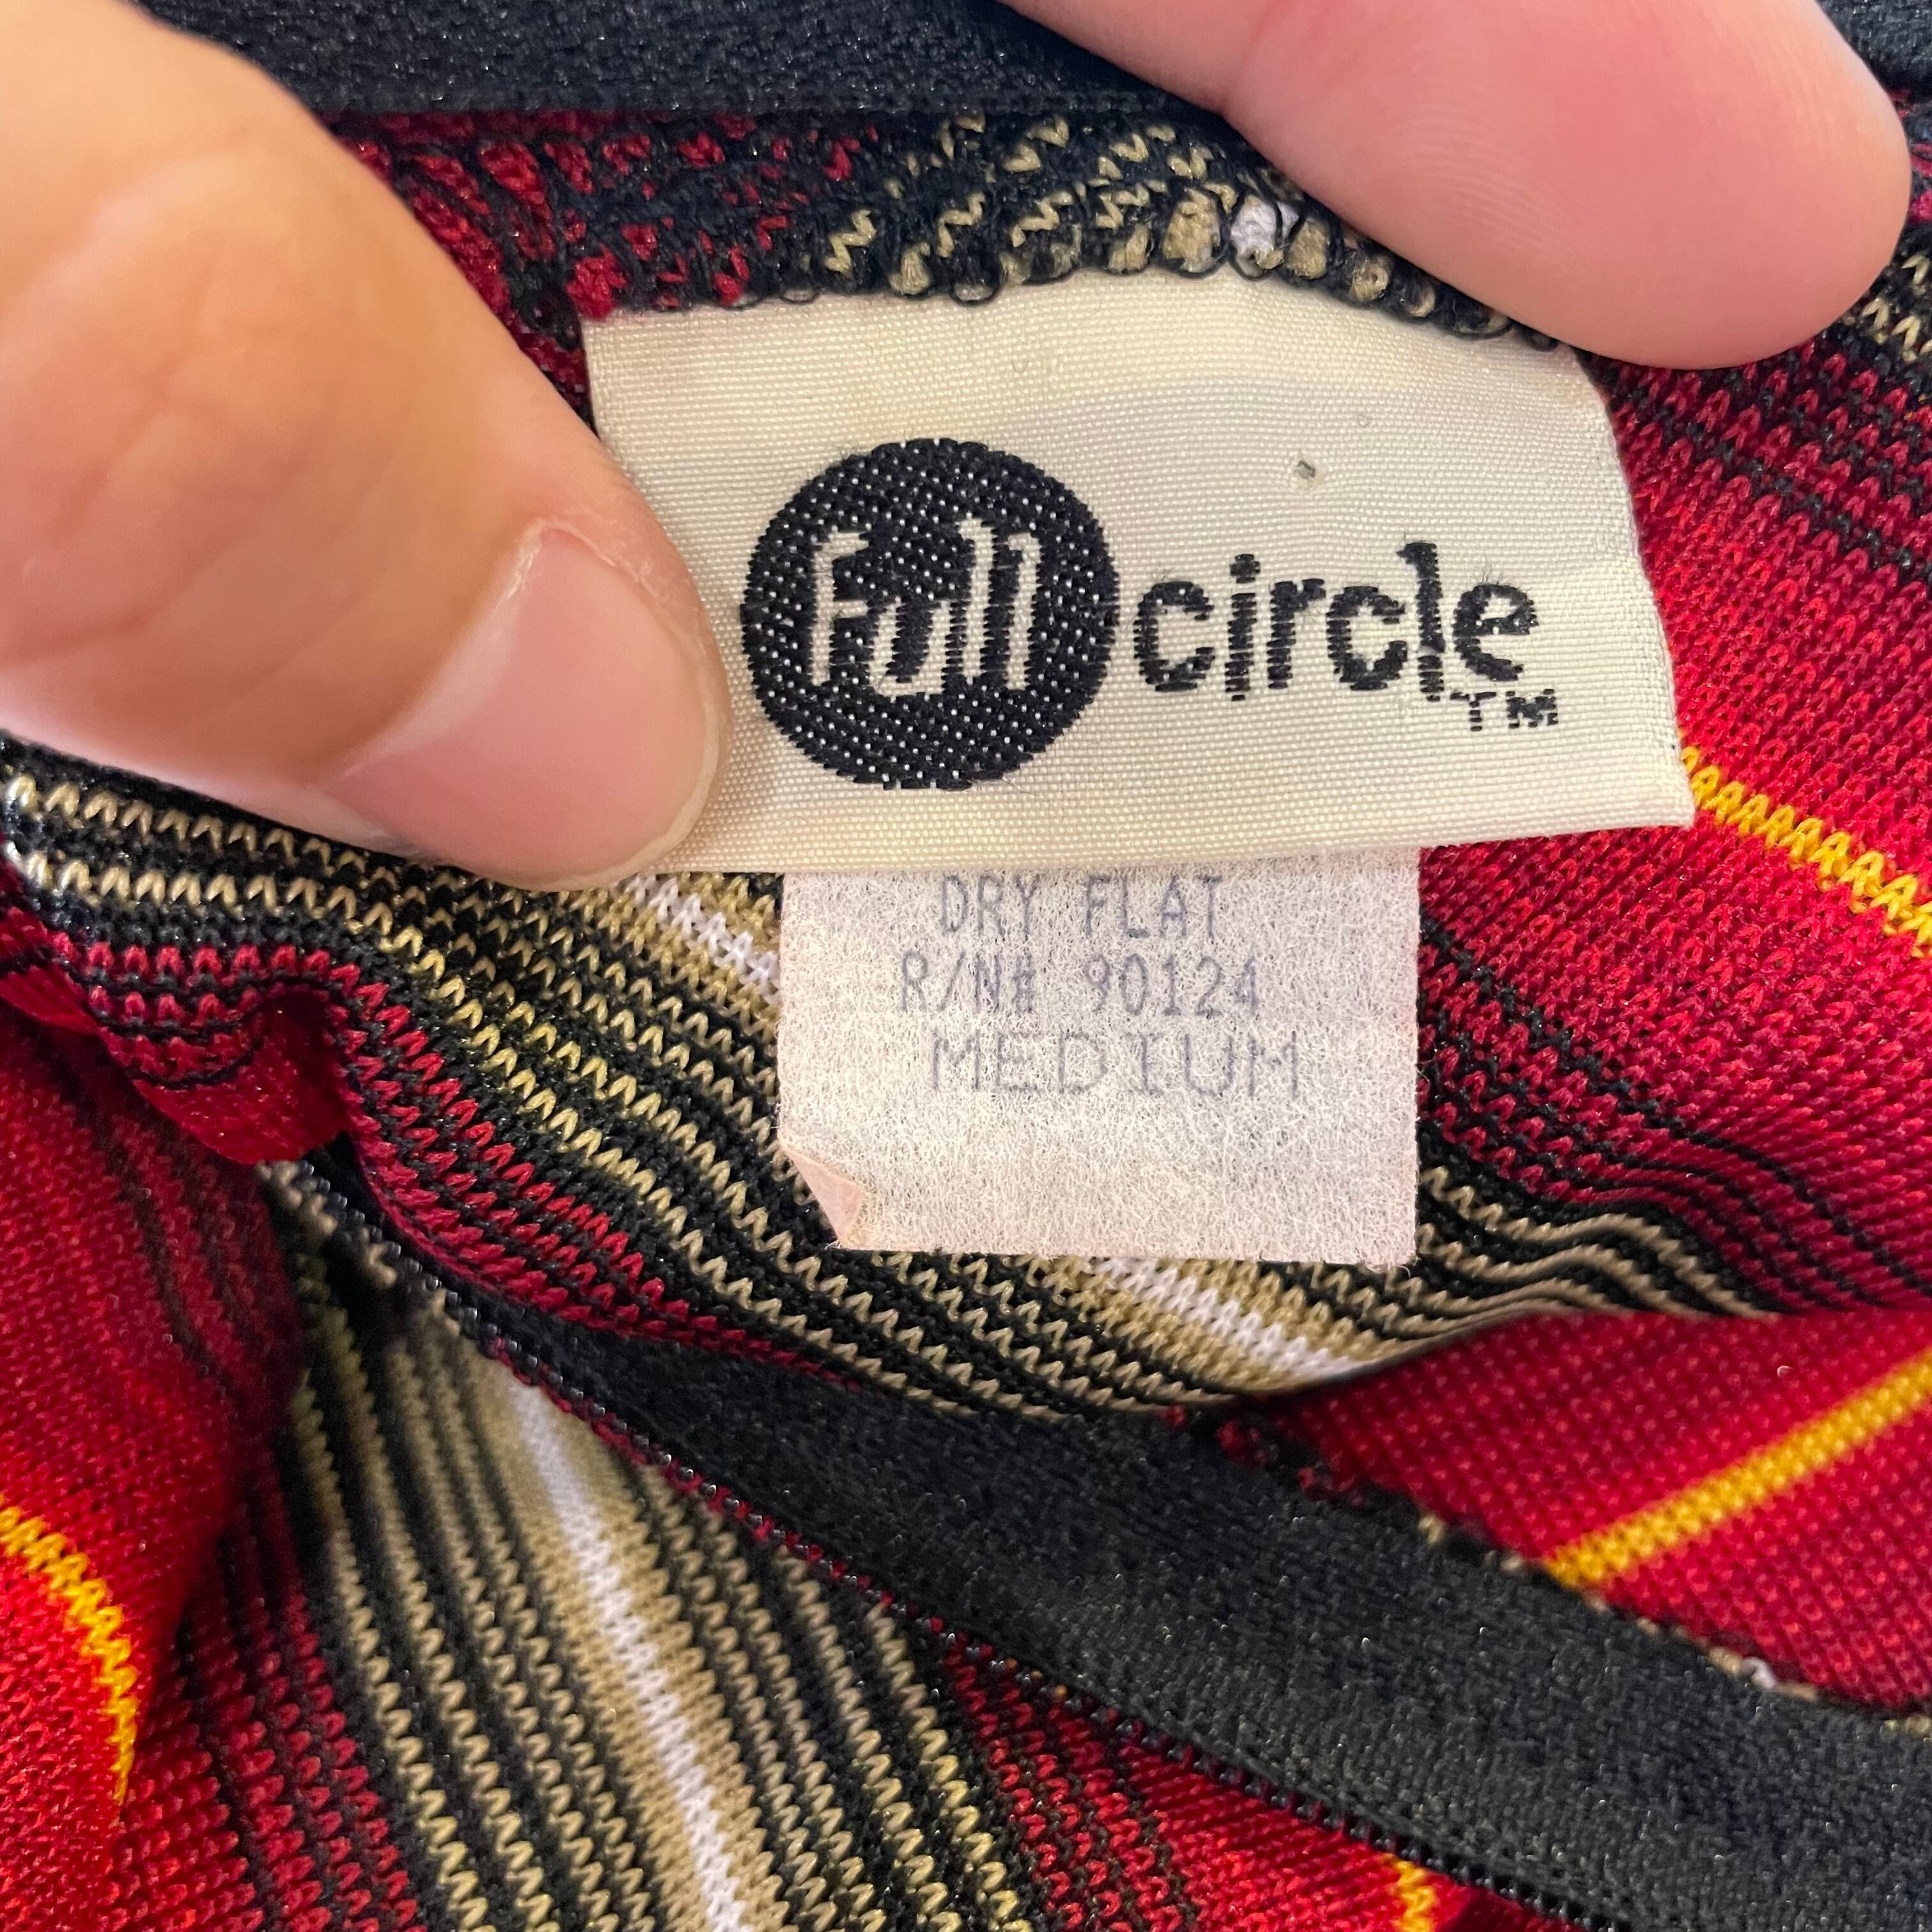 Full circle
TM
DRY FLAT
R/N# 90124
MEDIUM